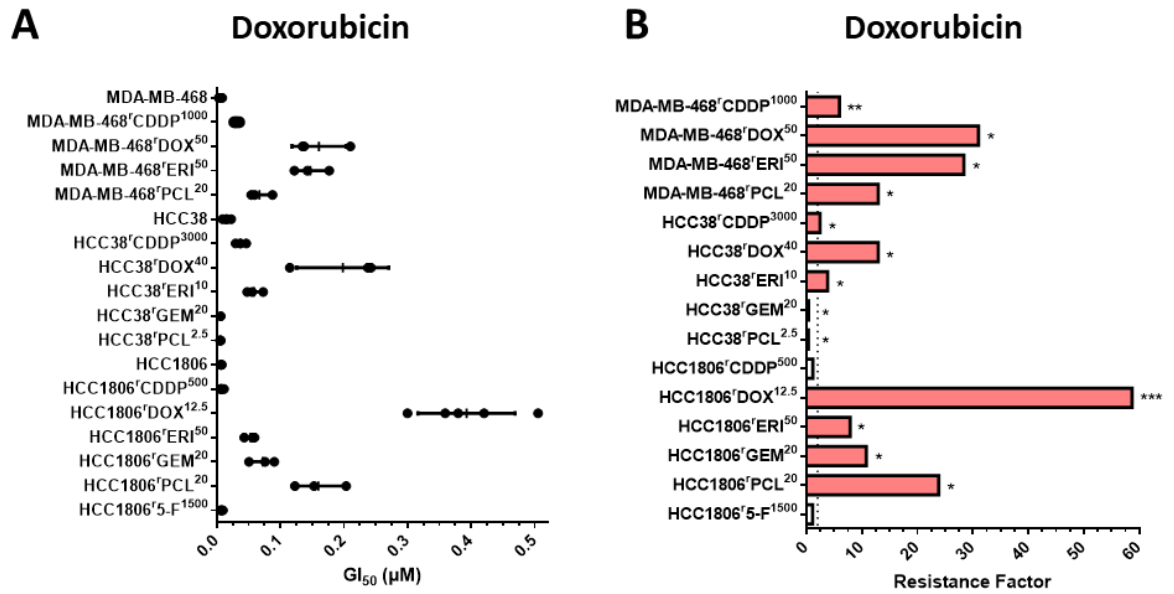 A
Doxorubicin
MDA-MB-468
MDA-MB-468ʳCDDP¹⁰⁰⁰
MDA-MB-468ʳDOX⁵⁰
MDA-MB-468ʳERI⁵⁰
MDA-MB-468ʳPCL²⁰
HCC38
HCC38ʳCDDP³⁰⁰⁰
HCC38ʳDOX⁴⁰
HCC38ʳERI¹⁰
HCC38ʳGEM²⁰
HCC38ʳPCL²·⁵
HCC1806
HCC1806ʳCDDP⁵⁰⁰
HCC1806ʳDOX¹²·⁵
HCC1806ʳERI⁵⁰
HCC1806ʳGEM²⁰
HCC1806ʳPCL²⁰
HCC1806ʳ5-F¹⁵⁰⁰
0.0 0.1 0.2 0.3 0.4 0.5
GI₅₀ (µM)
B
Doxorubicin
MDA-MB-468ʳCDDP¹⁰⁰⁰ **
MDA-MB-468ʳDOX⁵⁰ *
MDA-MB-468ʳERI⁵⁰ *
MDA-MB-468ʳPCL²⁰ *
HCC38ʳCDDP³⁰⁰⁰ *
HCC38ʳDOX⁴⁰ *
HCC38ʳERI¹⁰ *
HCC38ʳGEM²⁰ *
HCC38ʳPCL²·⁵ *
HCC1806ʳCDDP⁵⁰⁰
HCC1806ʳDOX¹²·⁵ ***
HCC1806ʳERI⁵⁰ *
HCC1806ʳGEM²⁰ *
HCC1806ʳPCL²⁰ *
HCC1806ʳ5-F¹⁵⁰⁰
0 10 20 30 40 50 60
Resistance Factor